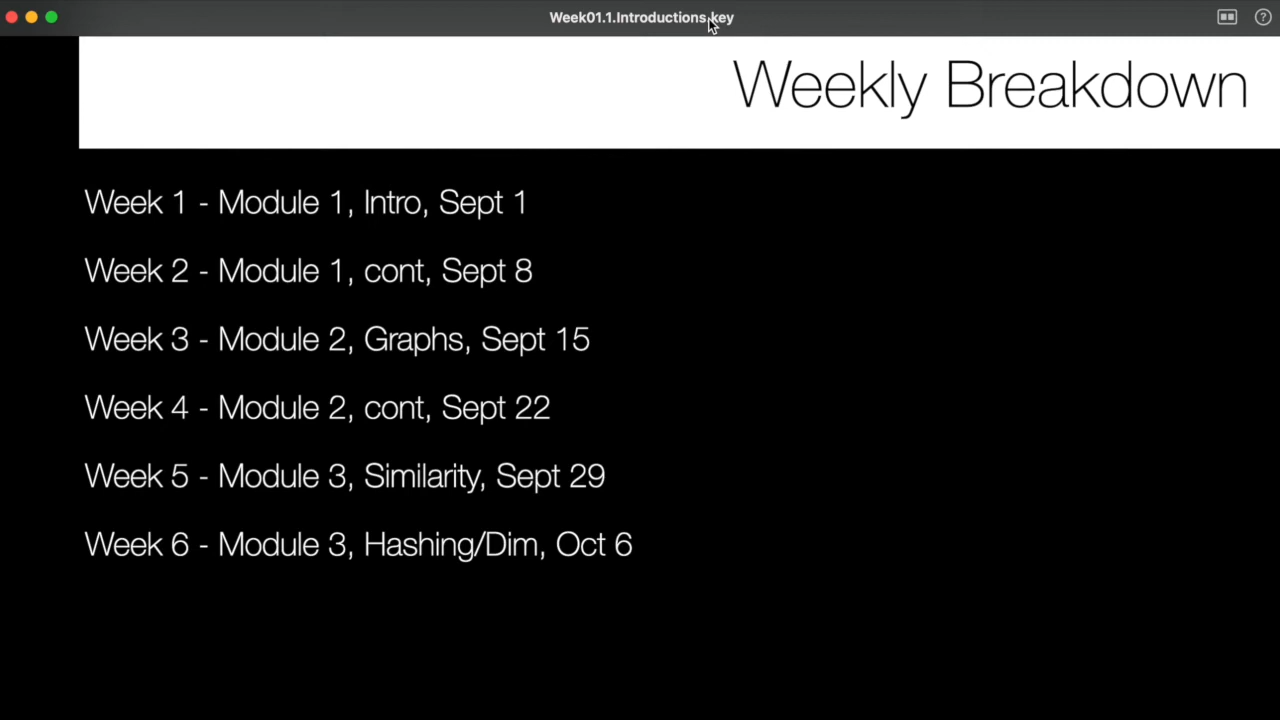 Week01.1.Introductions.key
Weekly Breakdown
Week 1 - Module 1, Intro, Sept 1
Week 2 - Module 1, cont, Sept 8
Week 3 - Module 2, Graphs, Sept 15
Week 4 - Module 2, cont, Sept 22
Week 5 - Module 3, Similarity, Sept 29
Week 6 - Module 3, Hashing/Dim, Oct 6